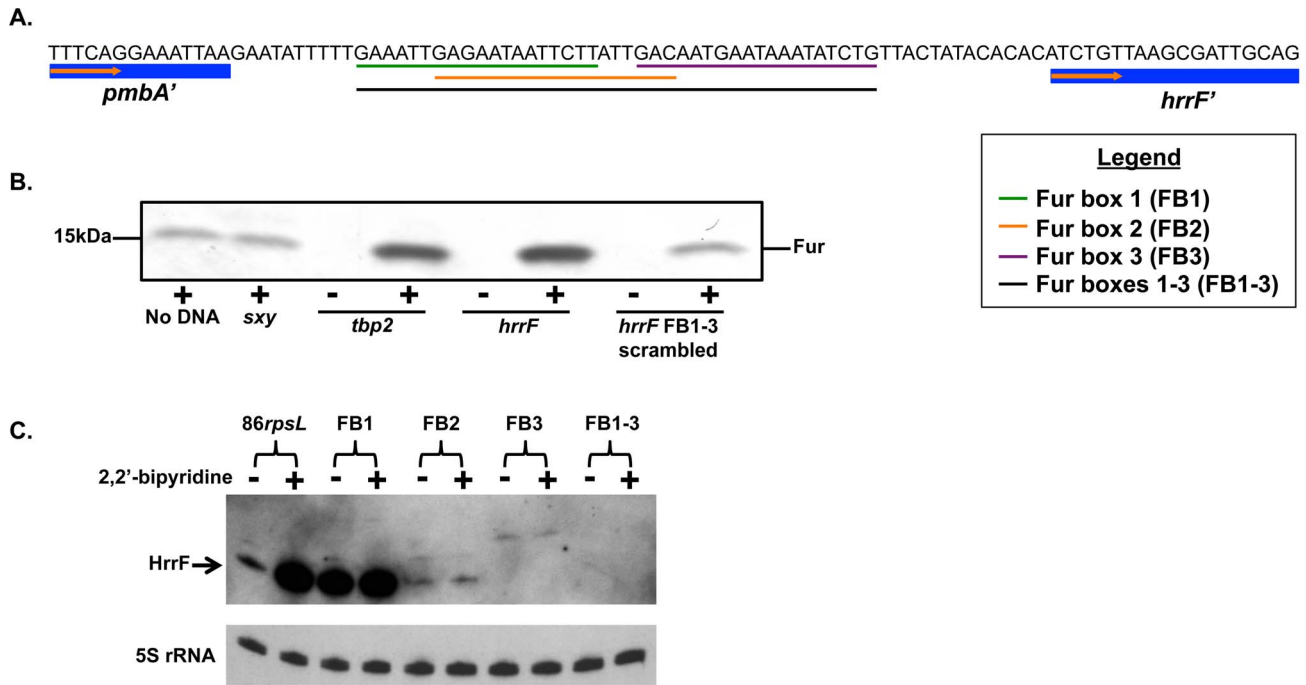 A.
TTTCAGGAAATTAAGAATATTTTTGAAATTGAGAATAATTCTTATTGACAATGAATAAATATCTGTTACTATACACACATCTGTTAAGCGATTGCAG
pmbA’
hrrF’
Legend
Fur box 1 (FB1)
Fur box 2 (FB2)
Fur box 3 (FB3)
Fur boxes 1-3 (FB1-3)
B.
15kDa
Fur
+ + - + - + - +
No DNA sxy tbp2 hrrF hrrF FB1-3
scrambled
C.
86rpsL FB1 FB2 FB3 FB1-3
2,2’-bipyridine - + - + - + - + - +
HrrF
5S rRNA